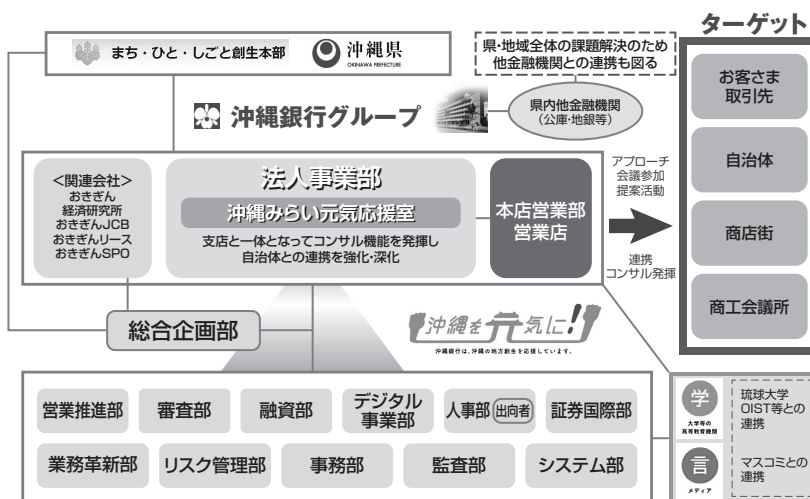 ターゲット
まち・ひと・しごと創生本部
沖縄県
OKINAWA PREFECTURE
県・地域全体の課題解決のため
他金融機関との連携も図る
沖縄銀行グループ
県内他金融機関
（公庫・地銀等）
＜関連会社＞
おきぎん
経済研究所
おきぎんJCB
おきぎんリース
おきぎんSPO
法人事業部
沖縄みらい元気応援室
支店と一体となってコンサル機能を発揮し
自治体との連携を強化・深化
本店営業部
営業店
アプローチ
会議参加
提案活動
連携
コンサル発揮
お客さま
取引先
自治体
商店街
商工会議所
総合企画部
沖縄を元気に!
沖縄銀行は、沖縄の地方創生を応援しています。
営業推進部
審査部
融資部
デジタル
事業部
人事部 出向者
証券国際部
業務革新部
リスク管理部
事務部
監査部
システム部
学
大学等の
高等教育機関
琉球大学
OIST等との
連携
言
メディア
マスコミとの
連携